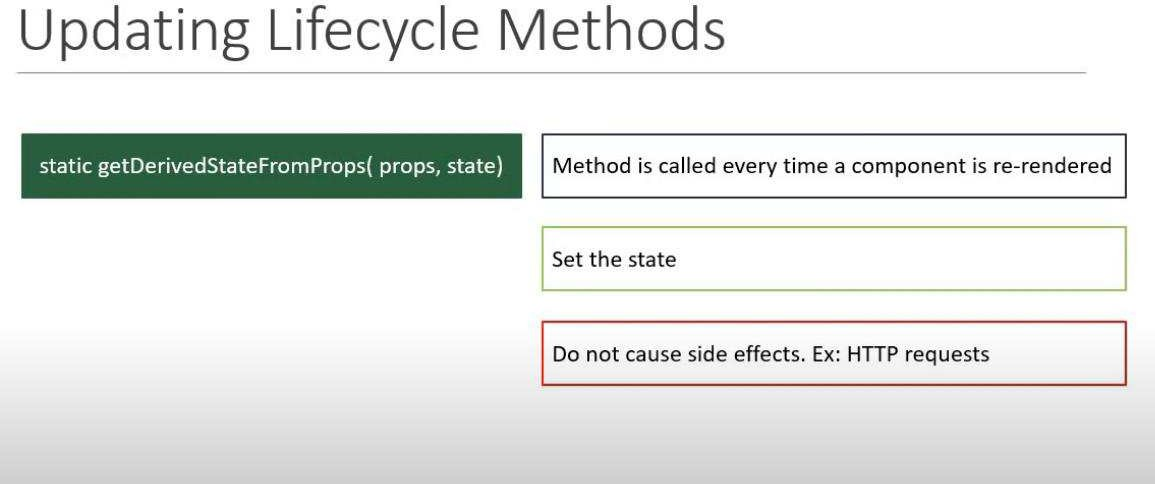 Updating Lifecycle Methods
static getDerivedStateFromProps( props, state)
Method is called every time a component is re-rendered
Set the state
Do not cause side effects. Ex: HTTP requests